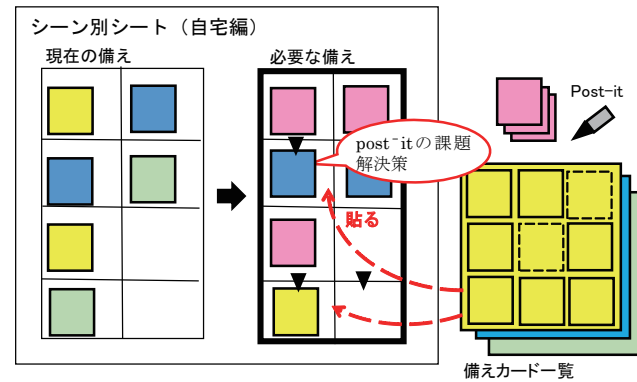 シーン別シート（自宅編）
現在の備え
必要な備え
Post-it
post-itの課題
解決策
貼る
備えカード一覧